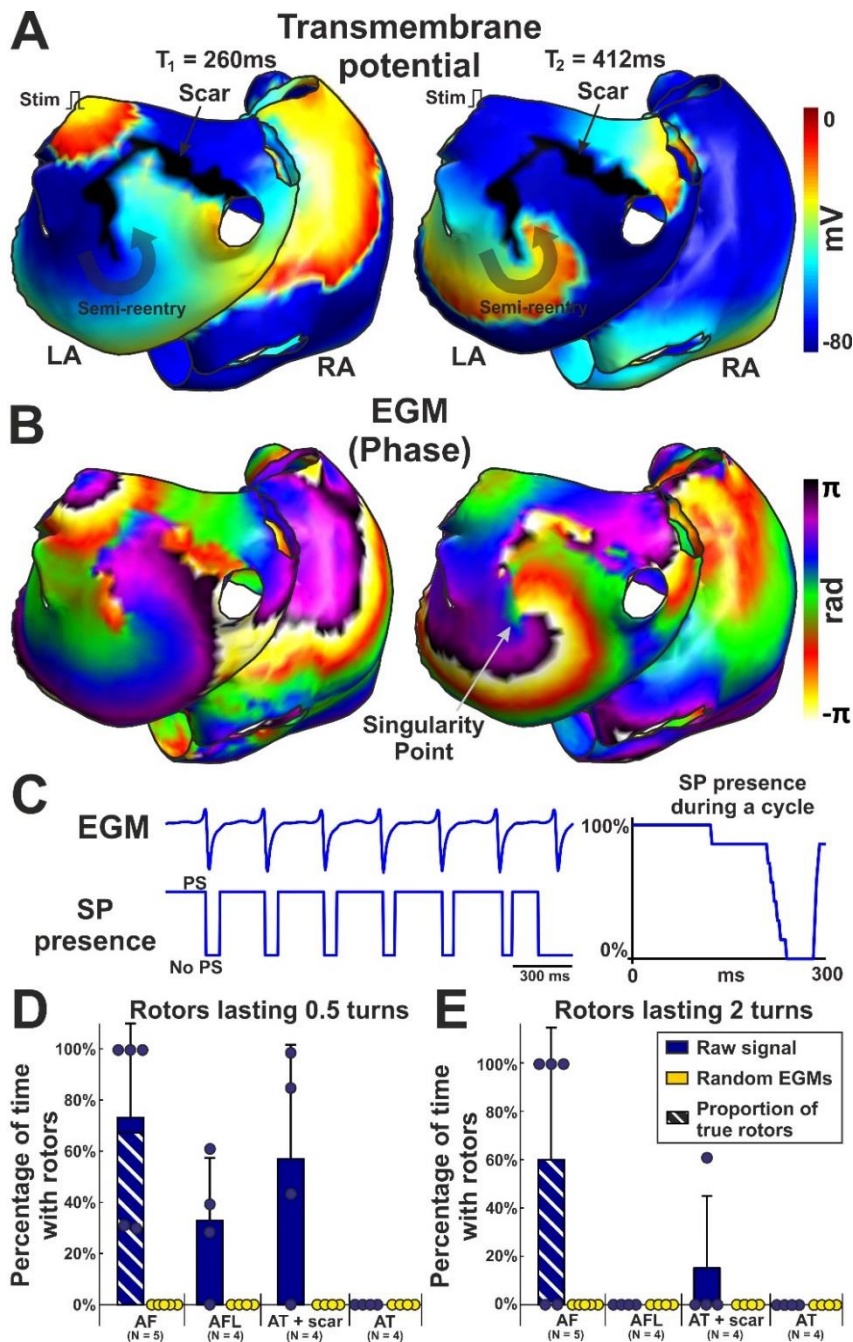 A
Transmembrane
potential
T1 = 260ms
Scar
T2 = 412ms
Scar
Stim
Stim
0
mV
-80
Semi-reentry
Semi-reentry
LA
RA
LA
RA
B
EGM
(Phase)
π
rad
-π
Singularity
Point
C
EGM
SP presence
during a cycle
100%
0%
0
ms
300
PS
SP
presence
No PS
300 ms
D
Rotors lasting 0.5 turns
Percentage of time
with rotors
100%
80%
60%
40%
20%
0%
AF
(N = 5)
AFL
(N = 4)
AT + scar
(N = 4)
AT
(N = 4)
E
Rotors lasting 2 turns
Percentage of time
with rotors
100%
80%
60%
40%
20%
0%
Raw signal
Random EGMs
Proportion of
true rotors
AF
(N = 5)
AFL
(N = 4)
AT + scar
(N = 4)
AT
(N = 4)